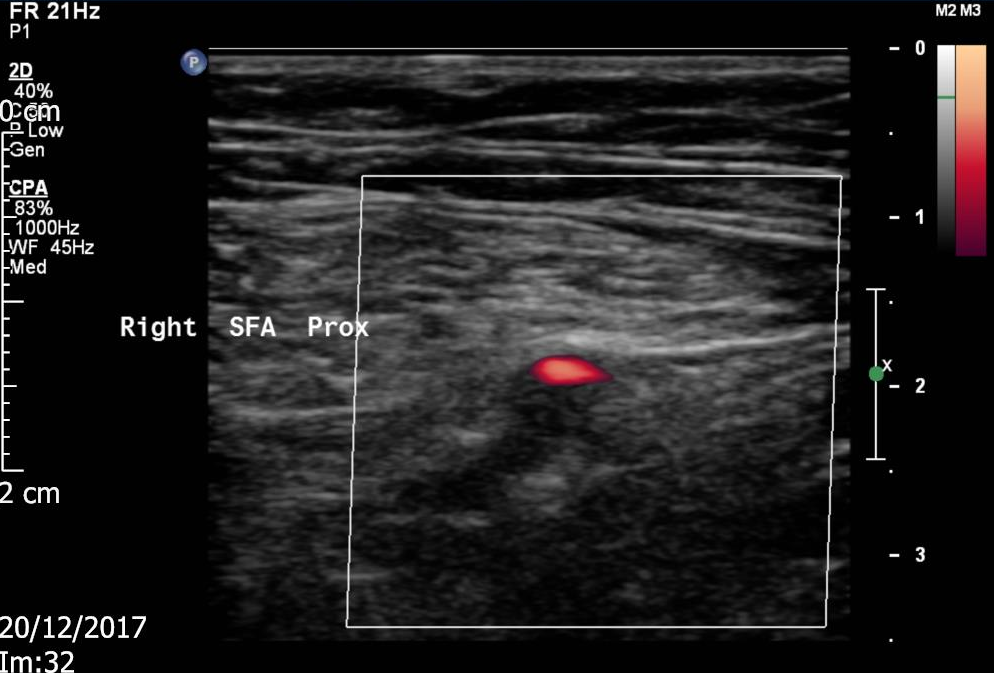 FR 21Hz
P1
M2 M3
P
2D
40%
0 cm
P Low
Gen
CPA
83%
1000Hz
WF 45Hz
Med
Right SFA Prox
0
1
X
2
3
2 cm
20/12/2017
Im:32